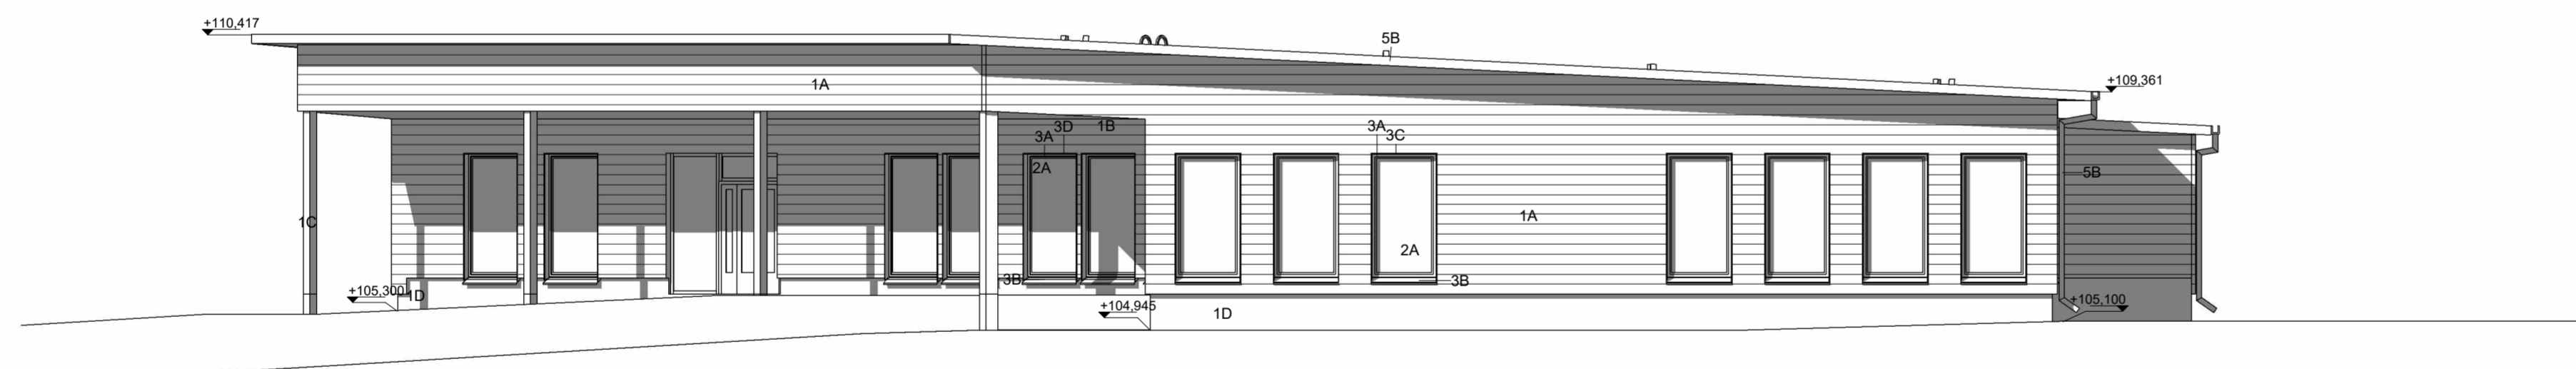 +110,417
5B
+109,361
1A
3D
1B
3A
3A
3C
2A
5B
1A
1C
2A
3B
3B
+105,300
1D
+104,945
1D
+105,100